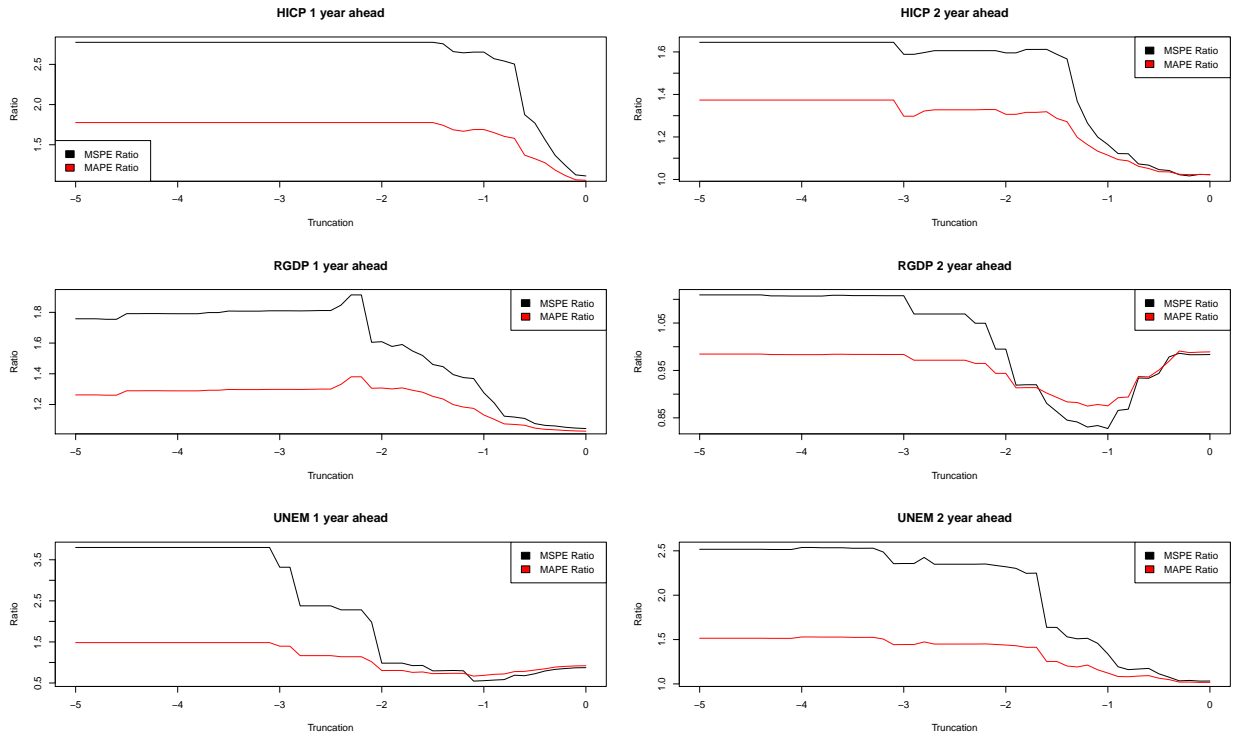 HICP 1 year ahead
Ratio
1.5 2.0 2.5
MSPE Ratio
MAPE Ratio
−5 −4 −3 −2 −1 0
Truncation
HICP 2 year ahead
Ratio
1.0 1.2 1.4 1.6
MSPE Ratio
MAPE Ratio
−5 −4 −3 −2 −1 0
Truncation
RGDP 1 year ahead
Ratio
1.2 1.4 1.6 1.8
MSPE Ratio
MAPE Ratio
−5 −4 −3 −2 −1 0
Truncation
RGDP 2 year ahead
Ratio
0.85 0.95 1.05
MSPE Ratio
MAPE Ratio
−5 −4 −3 −2 −1 0
Truncation
UNEM 1 year ahead
Ratio
0.5 1.5 2.5 3.5
MSPE Ratio
MAPE Ratio
−5 −4 −3 −2 −1 0
Truncation
UNEM 2 year ahead
Ratio
1.0 1.5 2.0 2.5
MSPE Ratio
MAPE Ratio
−5 −4 −3 −2 −1 0
Truncation